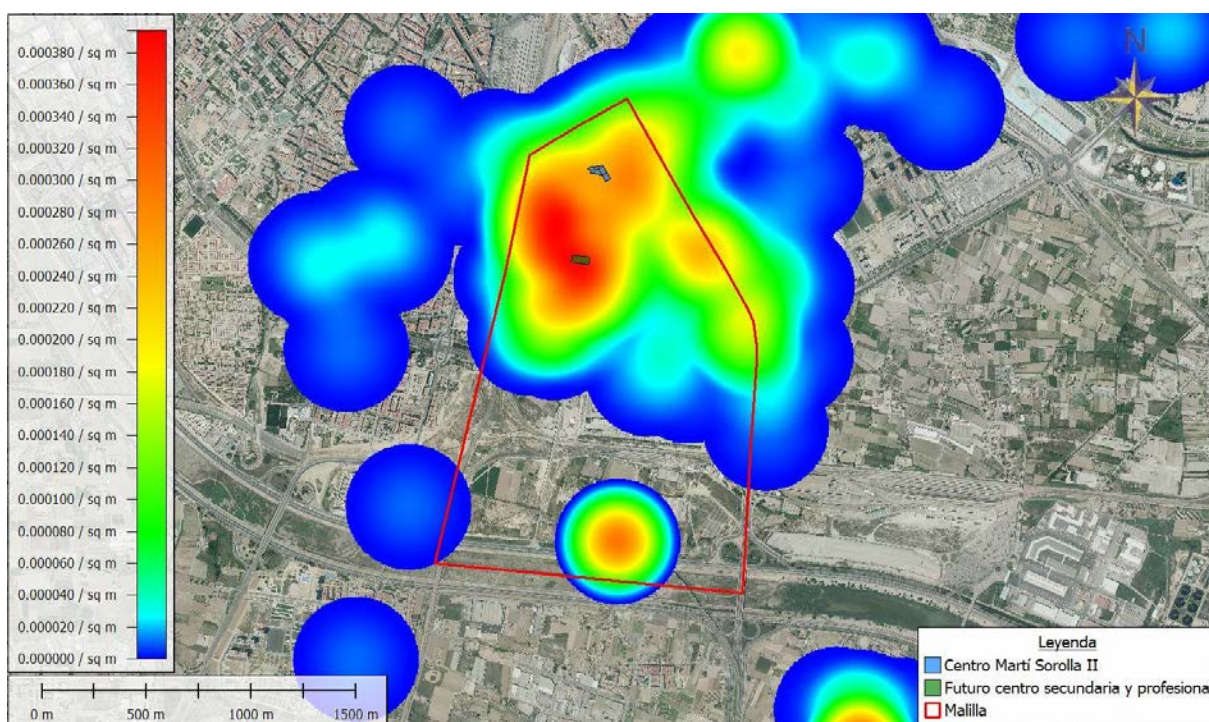 N
0.000380 / sq m
0.000360 / sq m
0.000340 / sq m
0.000320 / sq m
0.000300 / sq m
0.000280 / sq m
0.000260 / sq m
0.000240 / sq m
0.000220 / sq m
0.000200 / sq m
0.000180 / sq m
0.000160 / sq m
0.000140 / sq m
0.000120 / sq m
0.000100 / sq m
0.000080 / sq m
0.000060 / sq m
0.000040 / sq m
0.000020 / sq m
0.000000 / sq m
0 m 500 m 1000 m 1500 m
Leyenda
Centro Martí Sorolla II
Futuro centro secundaria y profesiona
Malilla